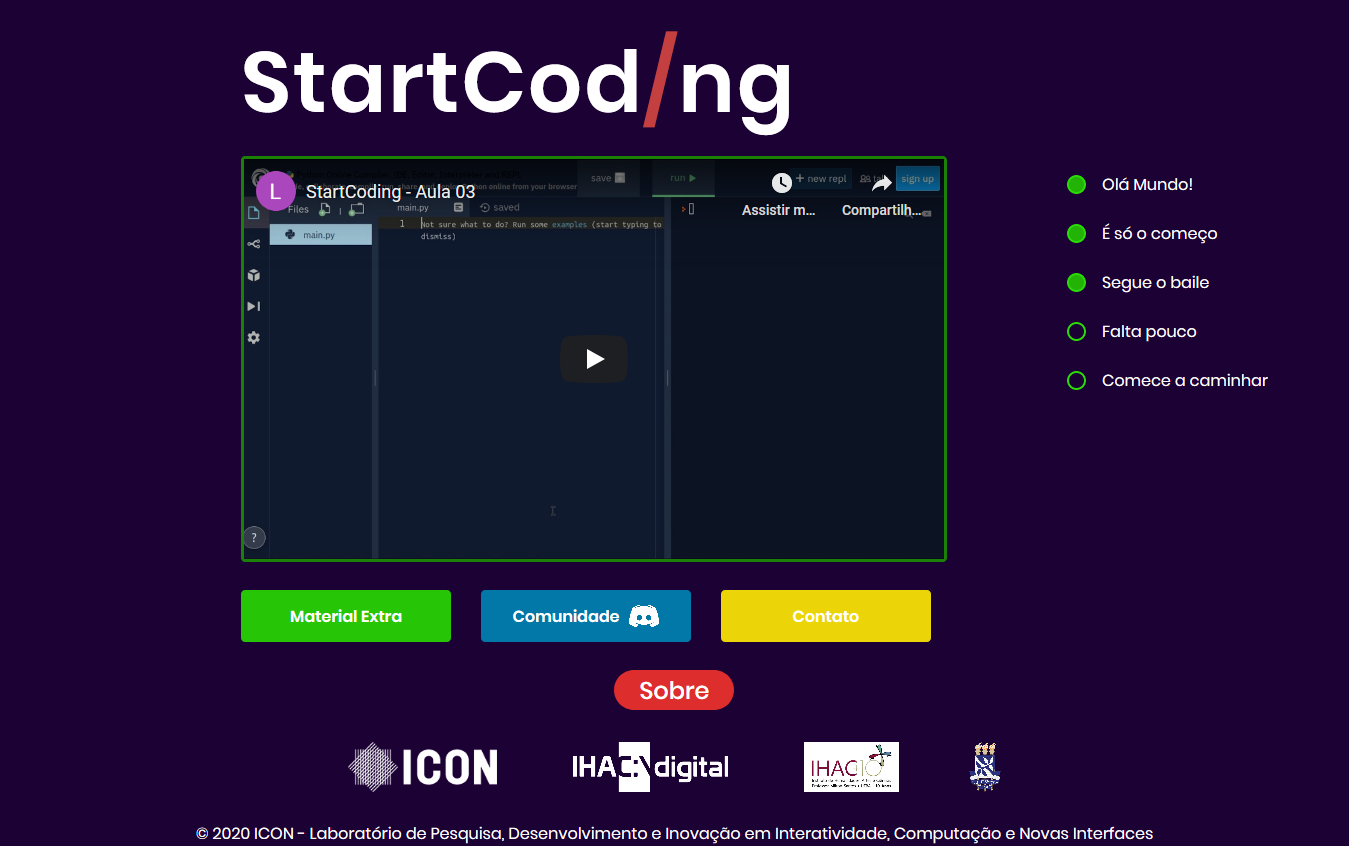 StartCod/ng
L
StartCoding - Aula 03
save
run
+ new repl
sign up
Assistir m...
Compartilh...
Files
main.py
saved
main.py
1
Not sure what to do? Run some examples (start typing to
dismiss)
?
Olá Mundo!
É só o começo
Segue o baile
Falta pouco
Comece a caminhar
Material Extra
Comunidade
Contato
Sobre
ICON
IHAC:\digital
IHAC10
© 2020 ICON - Laboratório de Pesquisa, Desenvolvimento e Inovação em Interatividade, Computação e Novas Interfaces